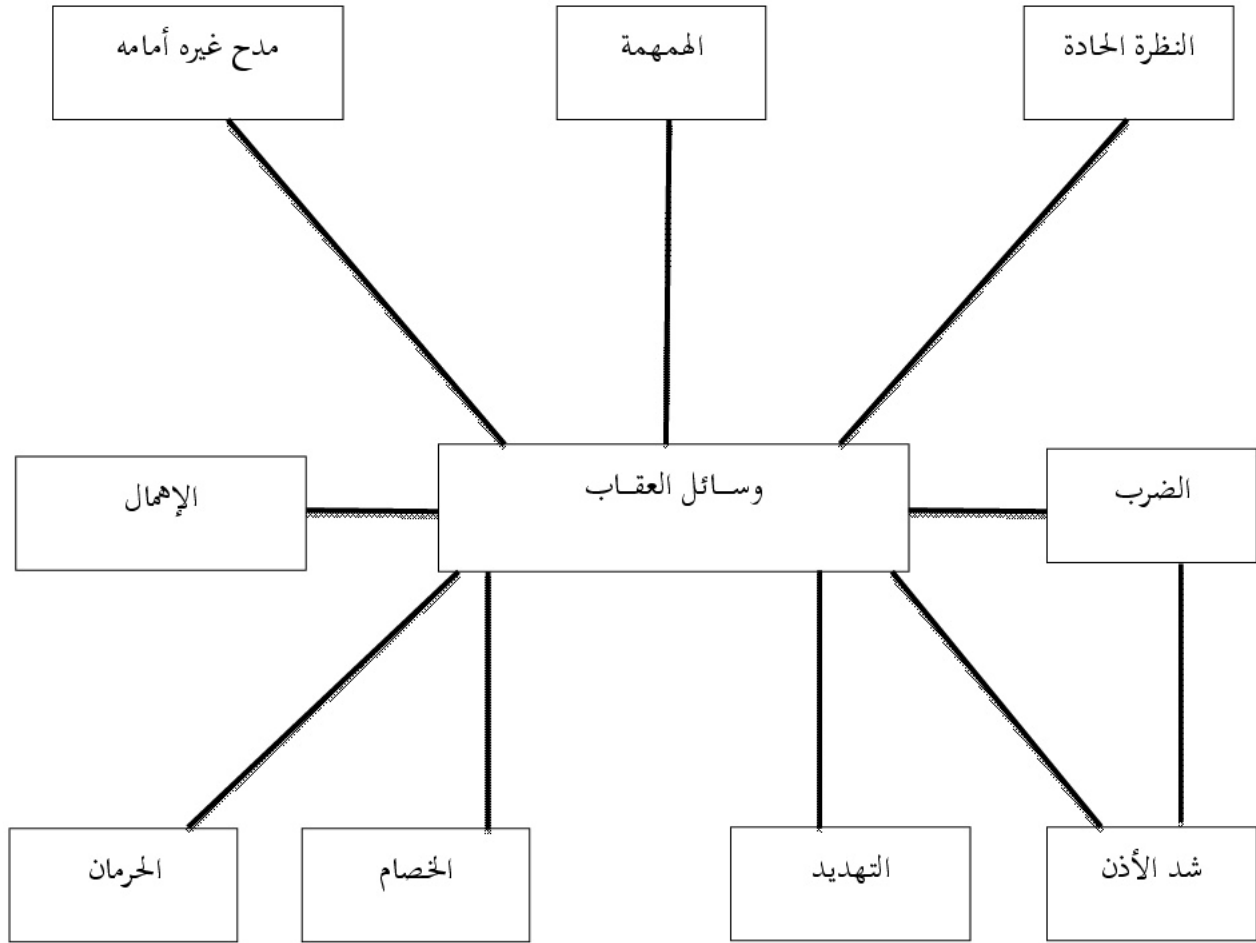 النظرة الحادة
الهمهمة
مدح غيره أمامه
الضرب
وسائل العقاب
الإهمال
شد الأذن
التهديد
الخصام
الحرمان